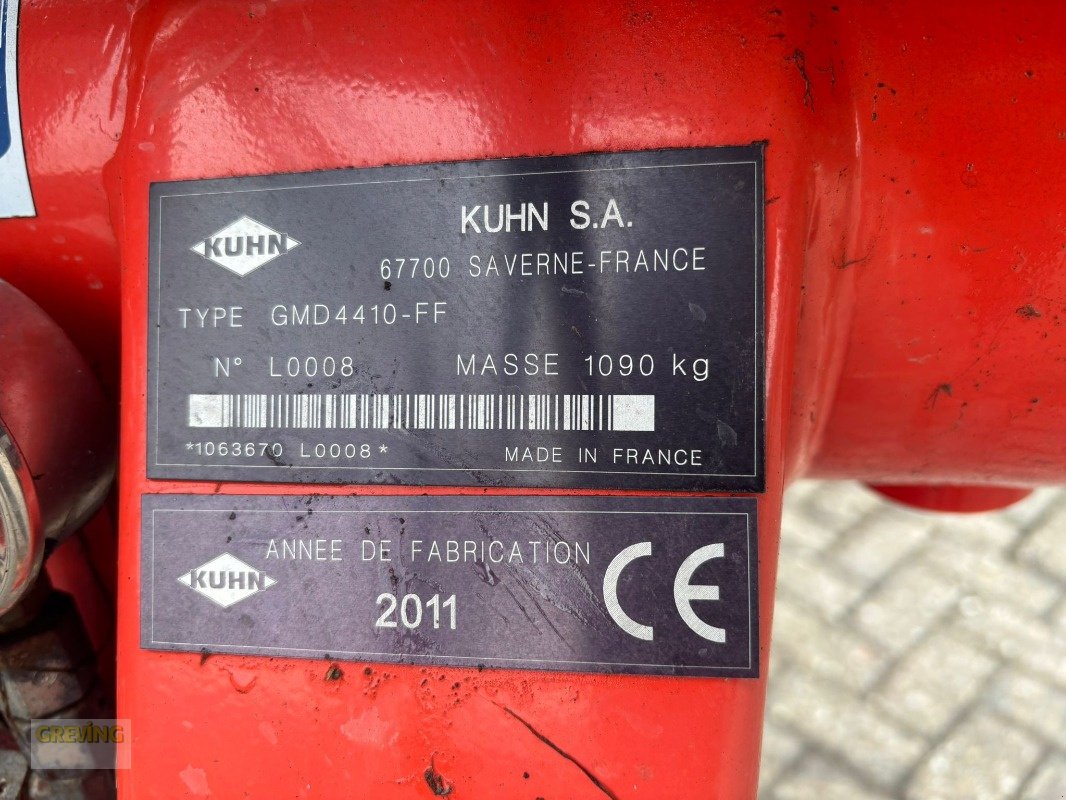 KUHN
KUHN S.A.
67700 SAVERNE-FRANCE
TYPE GMD4410-FF
N° L0008 MASSE 1090 kg
*1063670 L0008*
MADE IN FRANCE
KUHN
ANNEE DE FABRICATION
2011
CE
GREVING